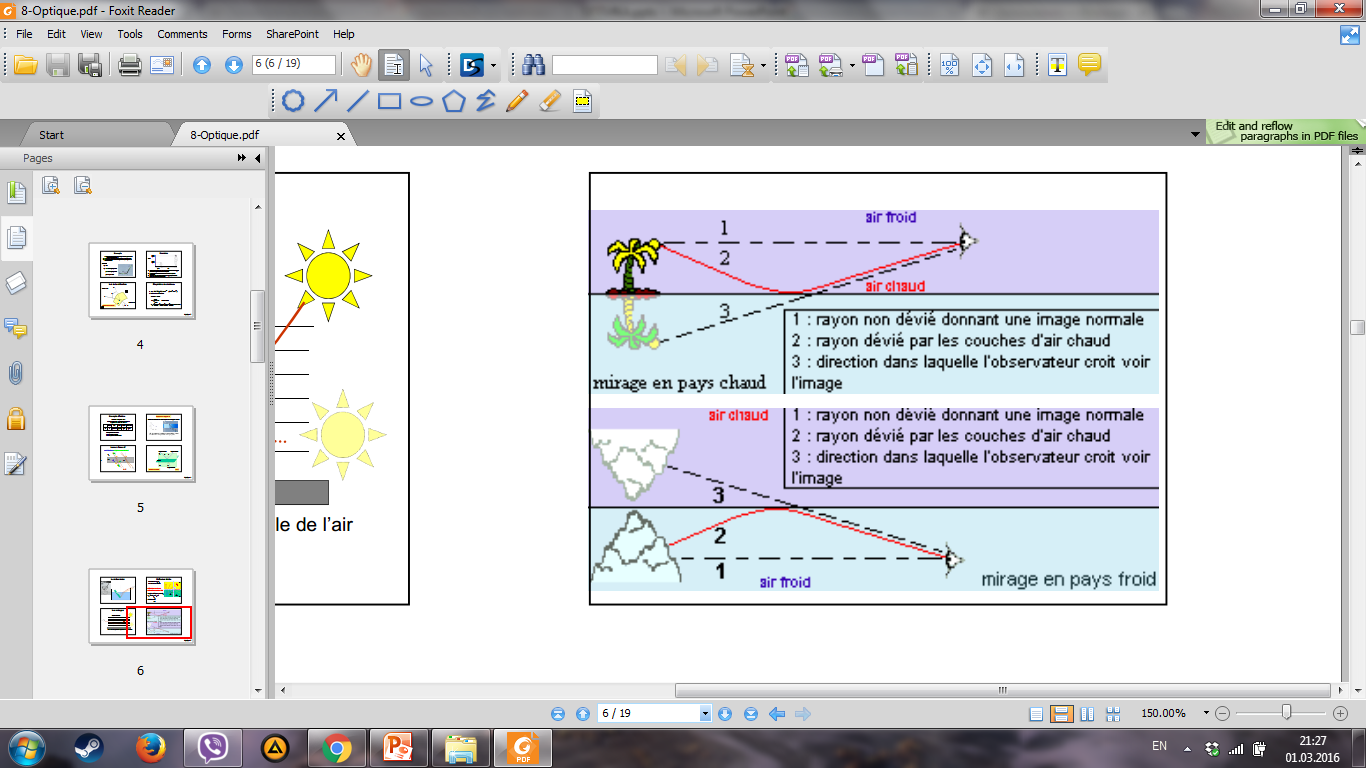 8-Optique.pdf - Foxit Reader
File Edit View Tools Comments Forms SharePoint Help
6 (6 / 19)
Start
8-Optique.pdf
Edit and reflow
paragraphs in PDF files
Pages
4
5
6
le de l'air
air froid
1
2
air chaud
3
1 : rayon non dévié donnant une image normale
2 : rayon dévié par les couches d'air chaud
3 : direction dans laquelle l'observateur croit voir
l'image
mirage en pays chaud
air chaud
1 : rayon non dévié donnant une image normale
2 : rayon dévié par les couches d'air chaud
3 : direction dans laquelle l'observateur croit voir
l'image
3
2
1
air froid
mirage en pays froid
6 / 19
150.00%
EN
21:27
01.03.2016